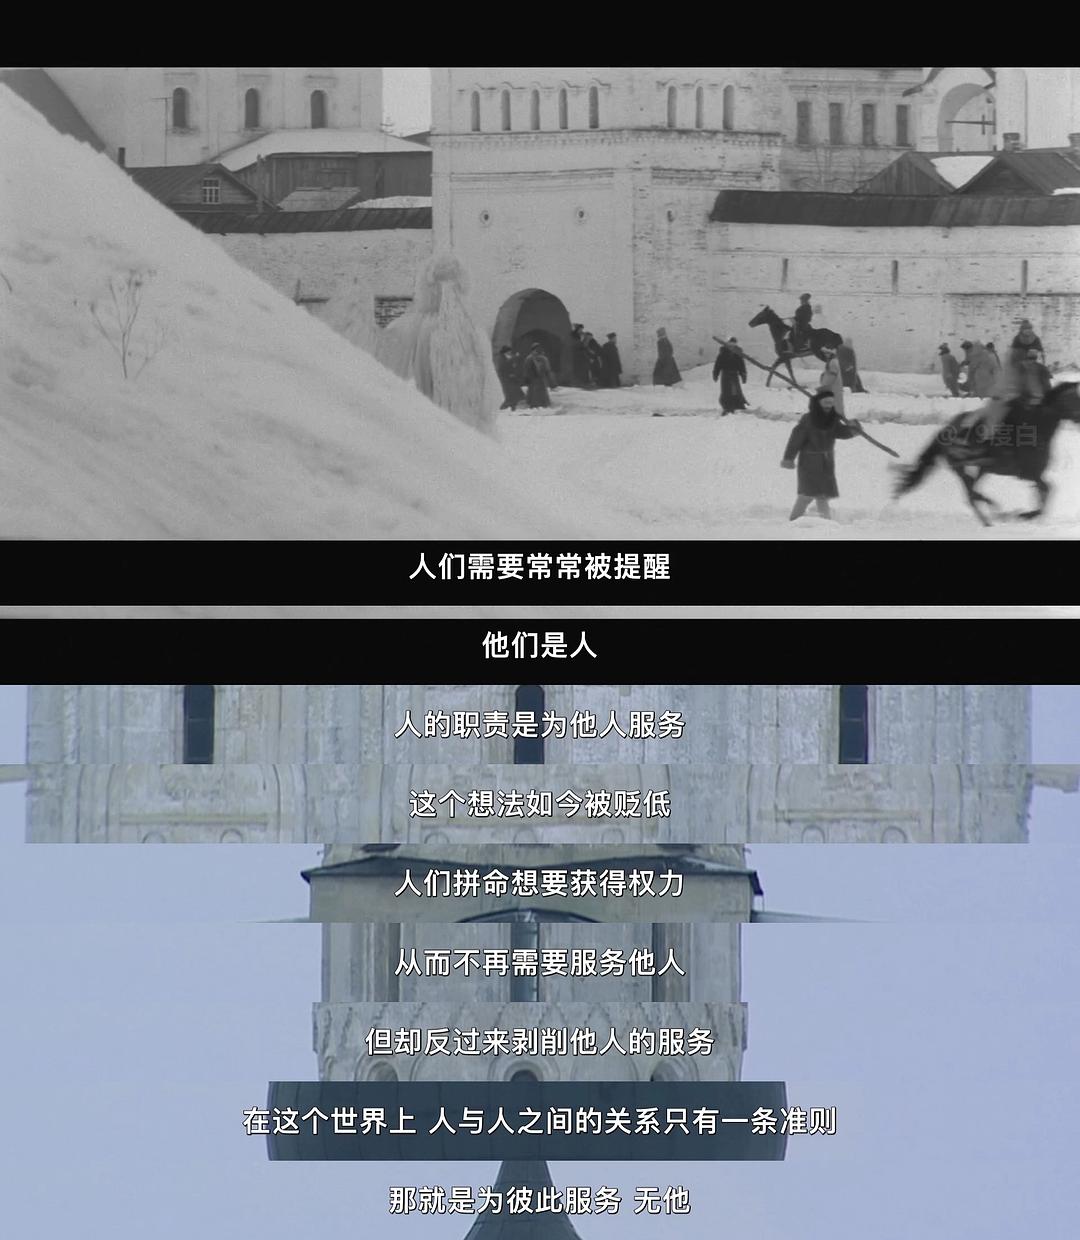 @79度白
人们需要常常被提醒
他们是人
人的职责是为他人服务
这个想法如今被贬低
人们拼命想要获得权力
从而不再需要服务他人
但却反过来剥削他人的服务
在这个世界上 人与人之间的关系只有一条准则
那就是为彼此服务 无他